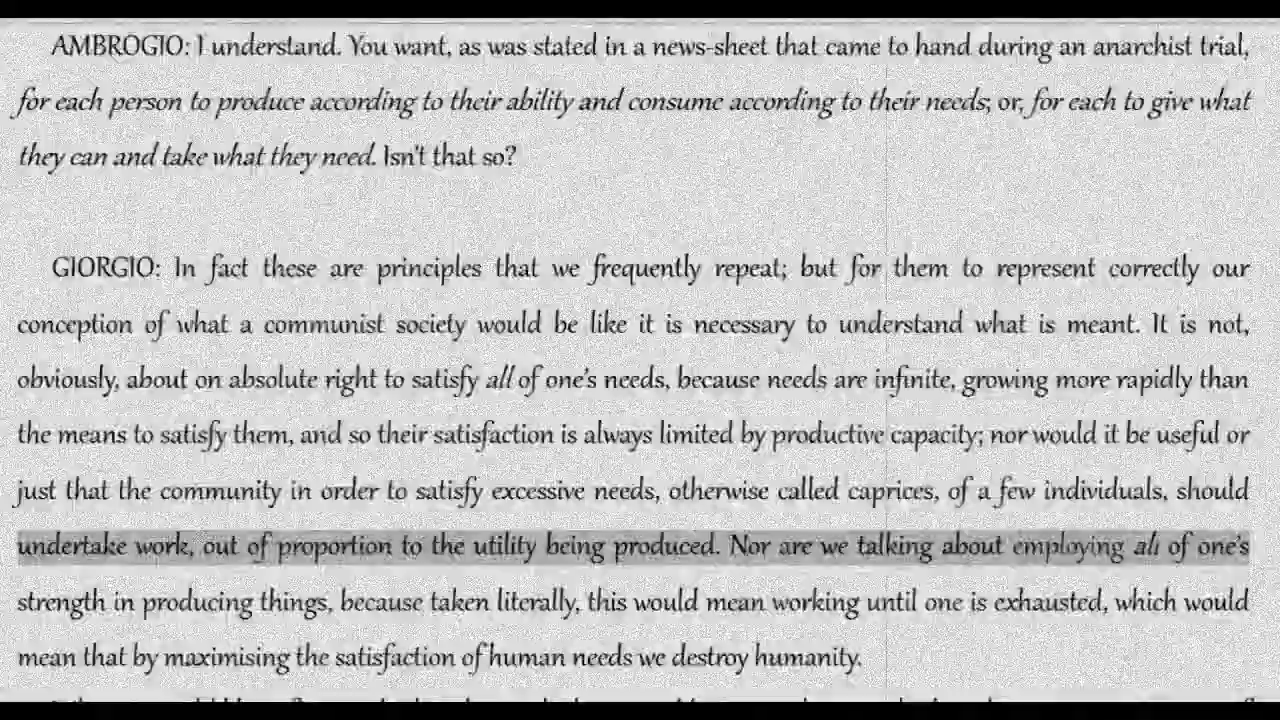 AMBROGIO: I understand. You want, as was stated in a news-sheet that came to hand during an anarchist trial,
for each person to produce according to their ability and consume according to their needs; or, for each to give what
they can and take what they need. Isn't that so?
GIORGIO: In fact these are principles that we frequently repeat; but for them to represent correctly our
conception of what a communist society would be like it is necessary to understand what is meant. It is not,
obviously, about on absolute right to satisfy all of one's needs, because needs are infinite, growing more rapidly than
the means to satisfy them, and so their satisfaction is always limited by productive capacity; nor would it be useful or
just that the community in order to satisfy excessive needs, otherwise called caprices, of a few individuals, should
undertake work, out of proportion to the utility being produced. Nor are we talking about employing all of one's
strength in producing things, because taken literally, this would mean working until one is exhausted, which would
mean that by maximising the satisfaction of human needs we destroy humanity.